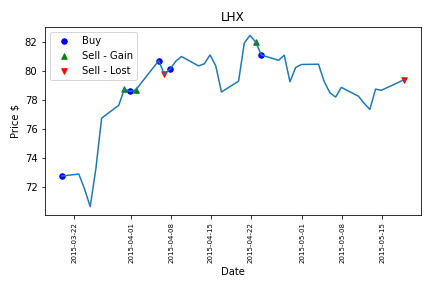 LHX
Buy
Sell - Gain
Sell - Lost
Price $
82
80
78
76
74
72
2015-03-22
2015-04-01
2015-04-08
2015-04-15
2015-04-22
2015-05-01
2015-05-08
2015-05-15
Date